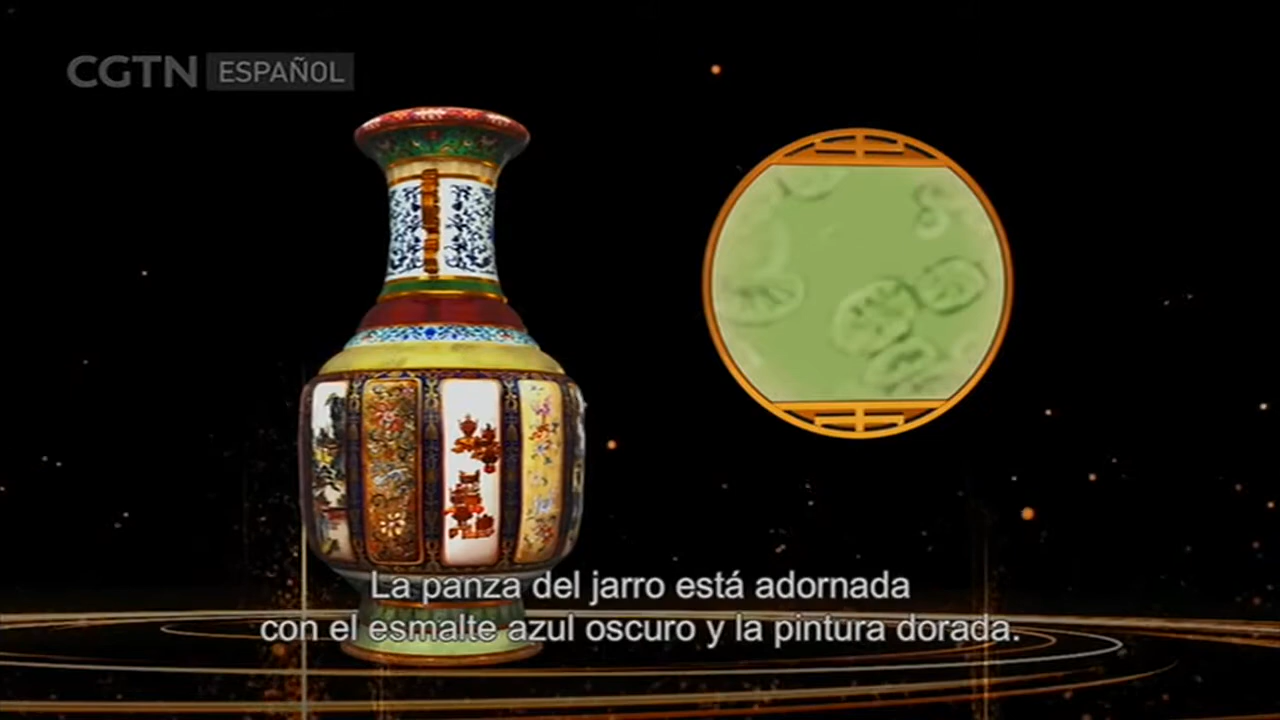 CGTN ESPAÑOL
La panza del jarro está adornada
con el esmalte azul oscuro y la pintura dorada.